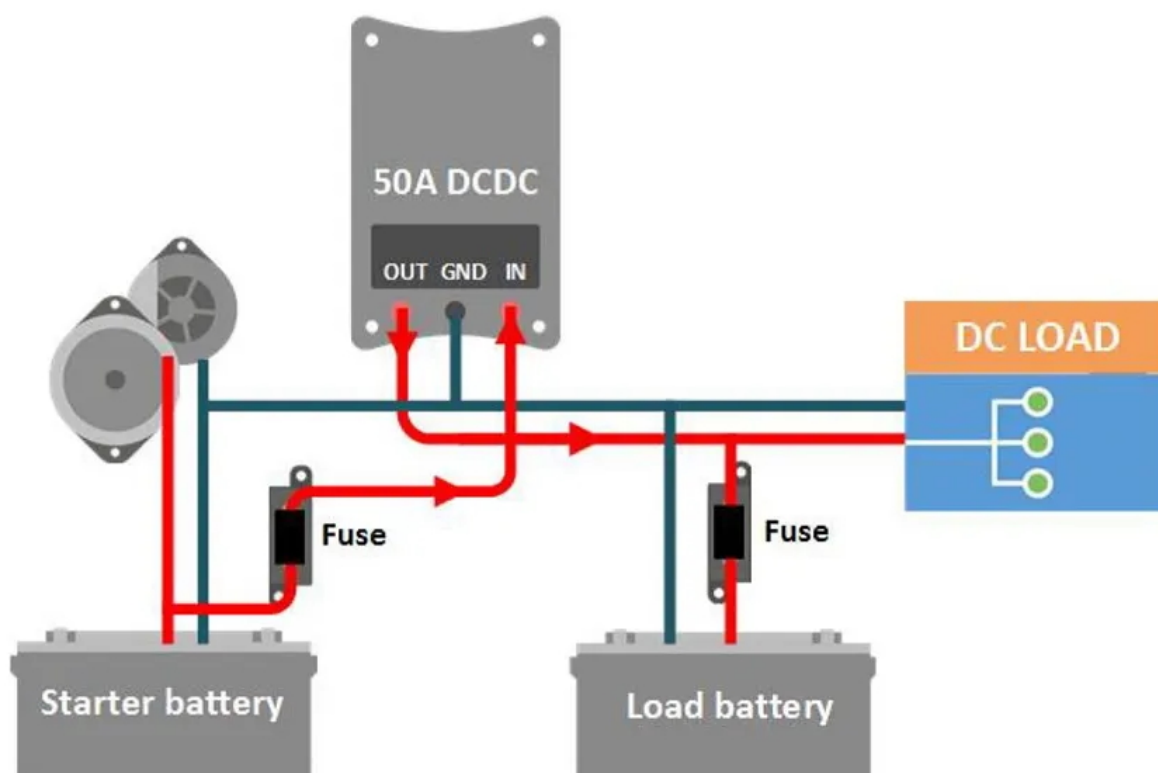 50A DCDC
OUT GND IN
DC LOAD
Fuse
Fuse
Starter battery
Load battery